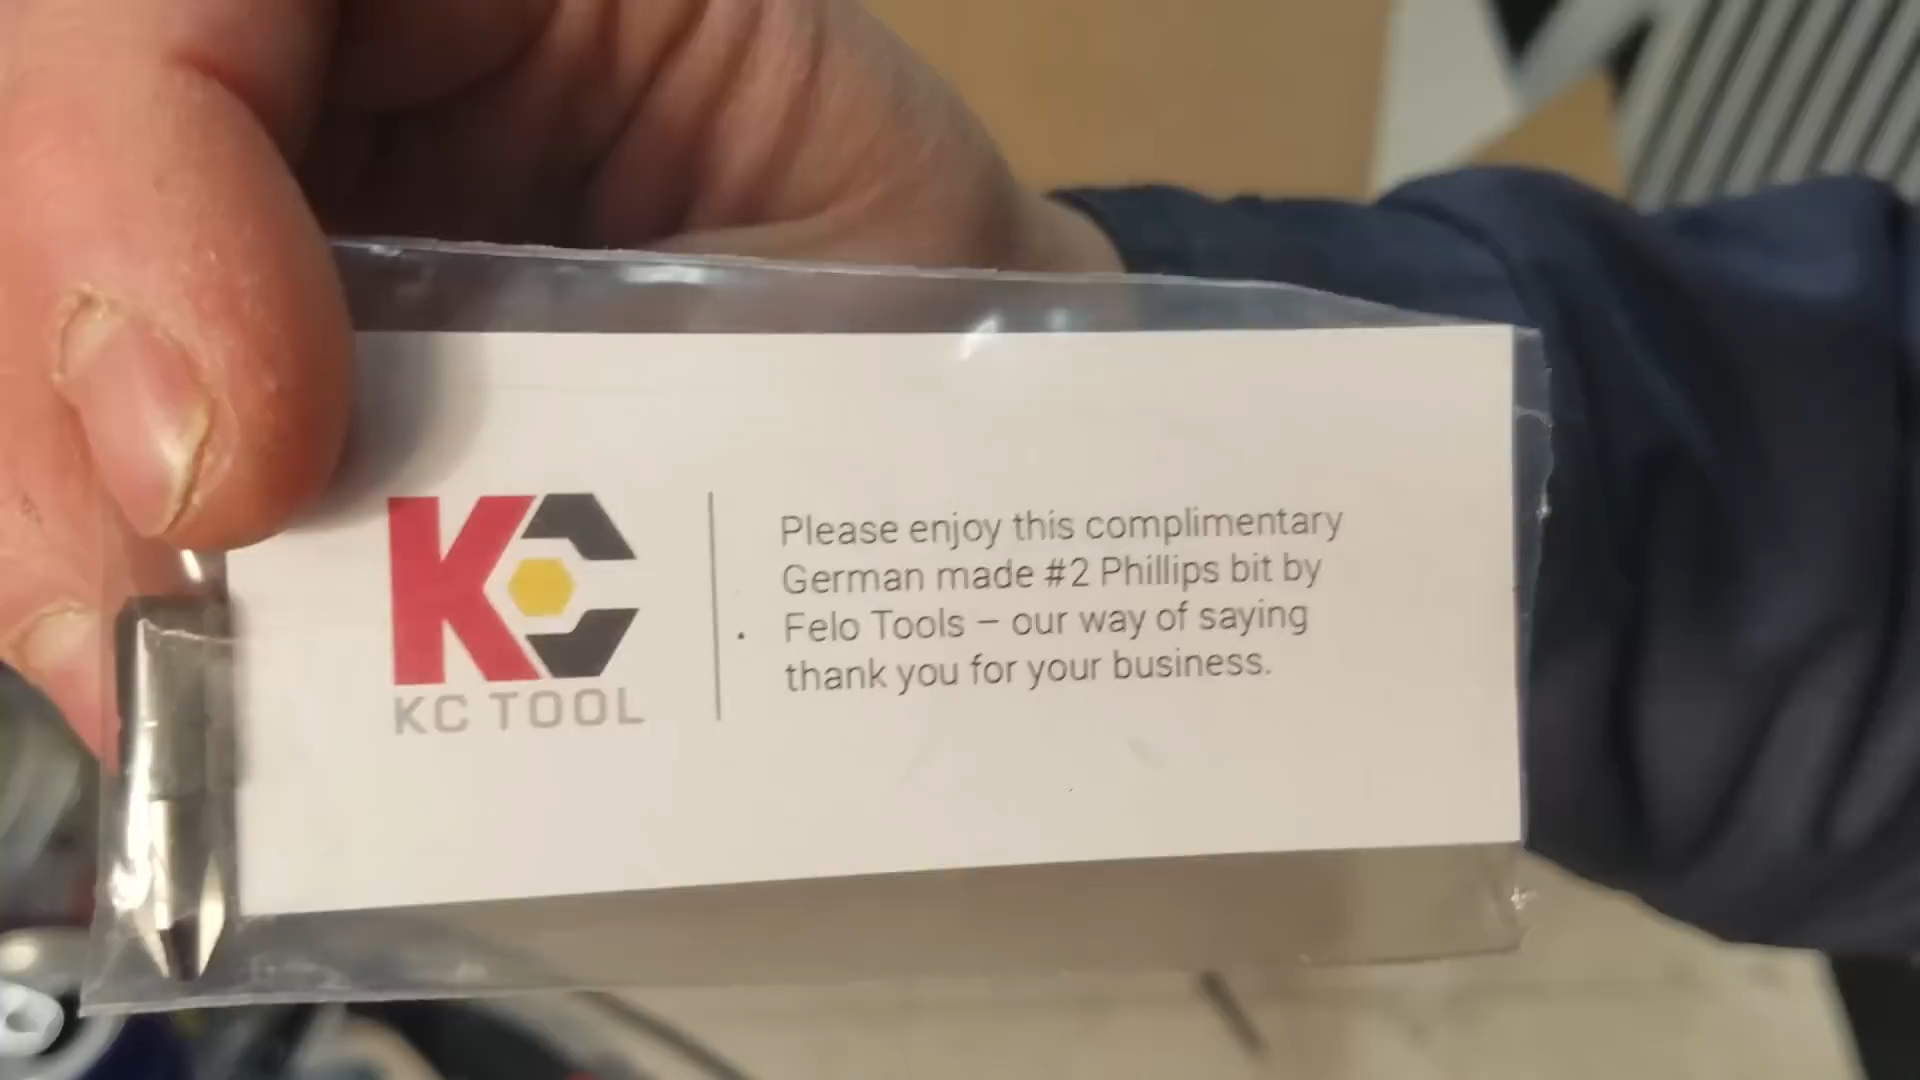 KC
KC TOOL
Please enjoy this complimentary
German made #2 Phillips bit by
Felo Tools – our way of saying
thank you for your business.